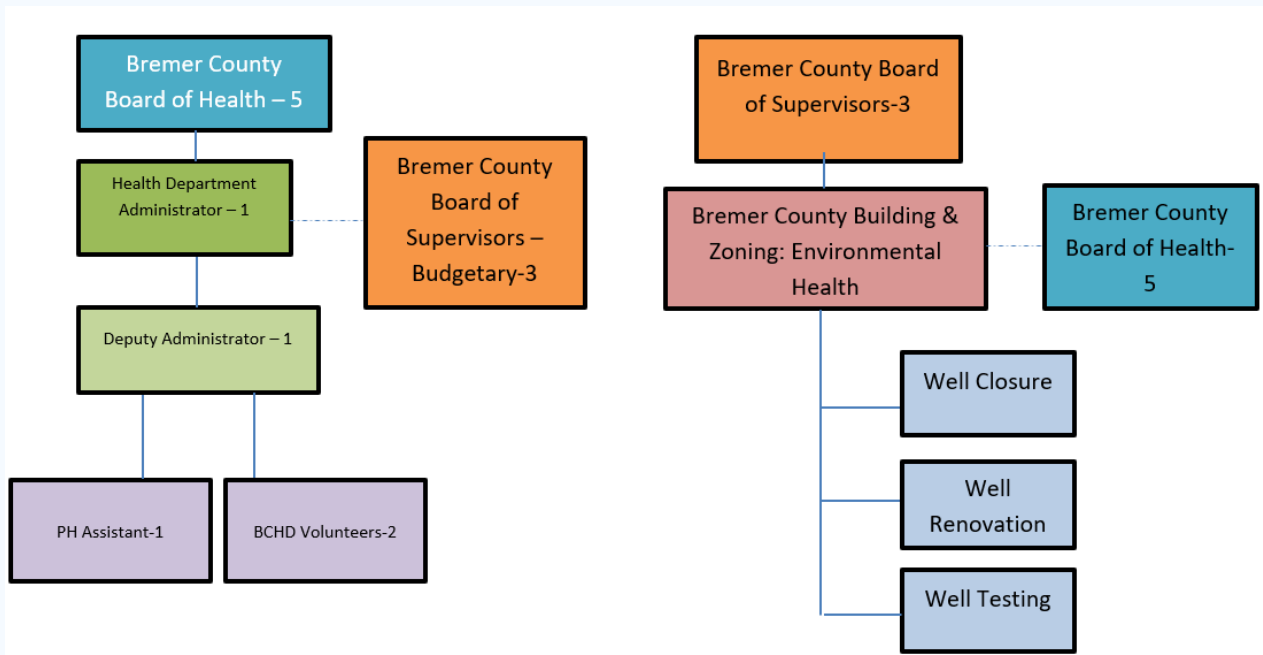 Bremer County
Board of Health – 5
Health Department
Administrator – 1
Bremer County
Board of
Supervisors –
Budgetary-3
Deputy Administrator – 1
PH Assistant-1
BCHD Volunteers-2
Bremer County Board
of Supervisors-3
Bremer County Building &
Zoning: Environmental
Health
Bremer County
Board of Health-
5
Well Closure
Well
Renovation
Well Testing